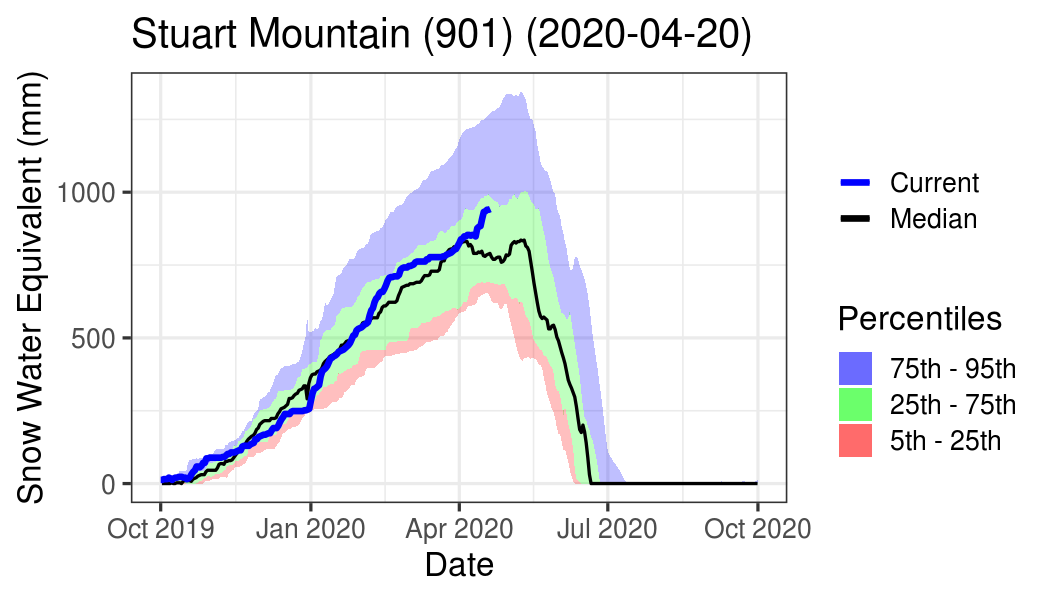 Stuart Mountain (901) (2020-04-20)
Snow Water Equivalent (mm)
1000
500
0
Oct 2019 Jan 2020 Apr 2020 Jul 2020 Oct 2020
Date
Current
Median
Percentiles
75th - 95th
25th - 75th
5th - 25th